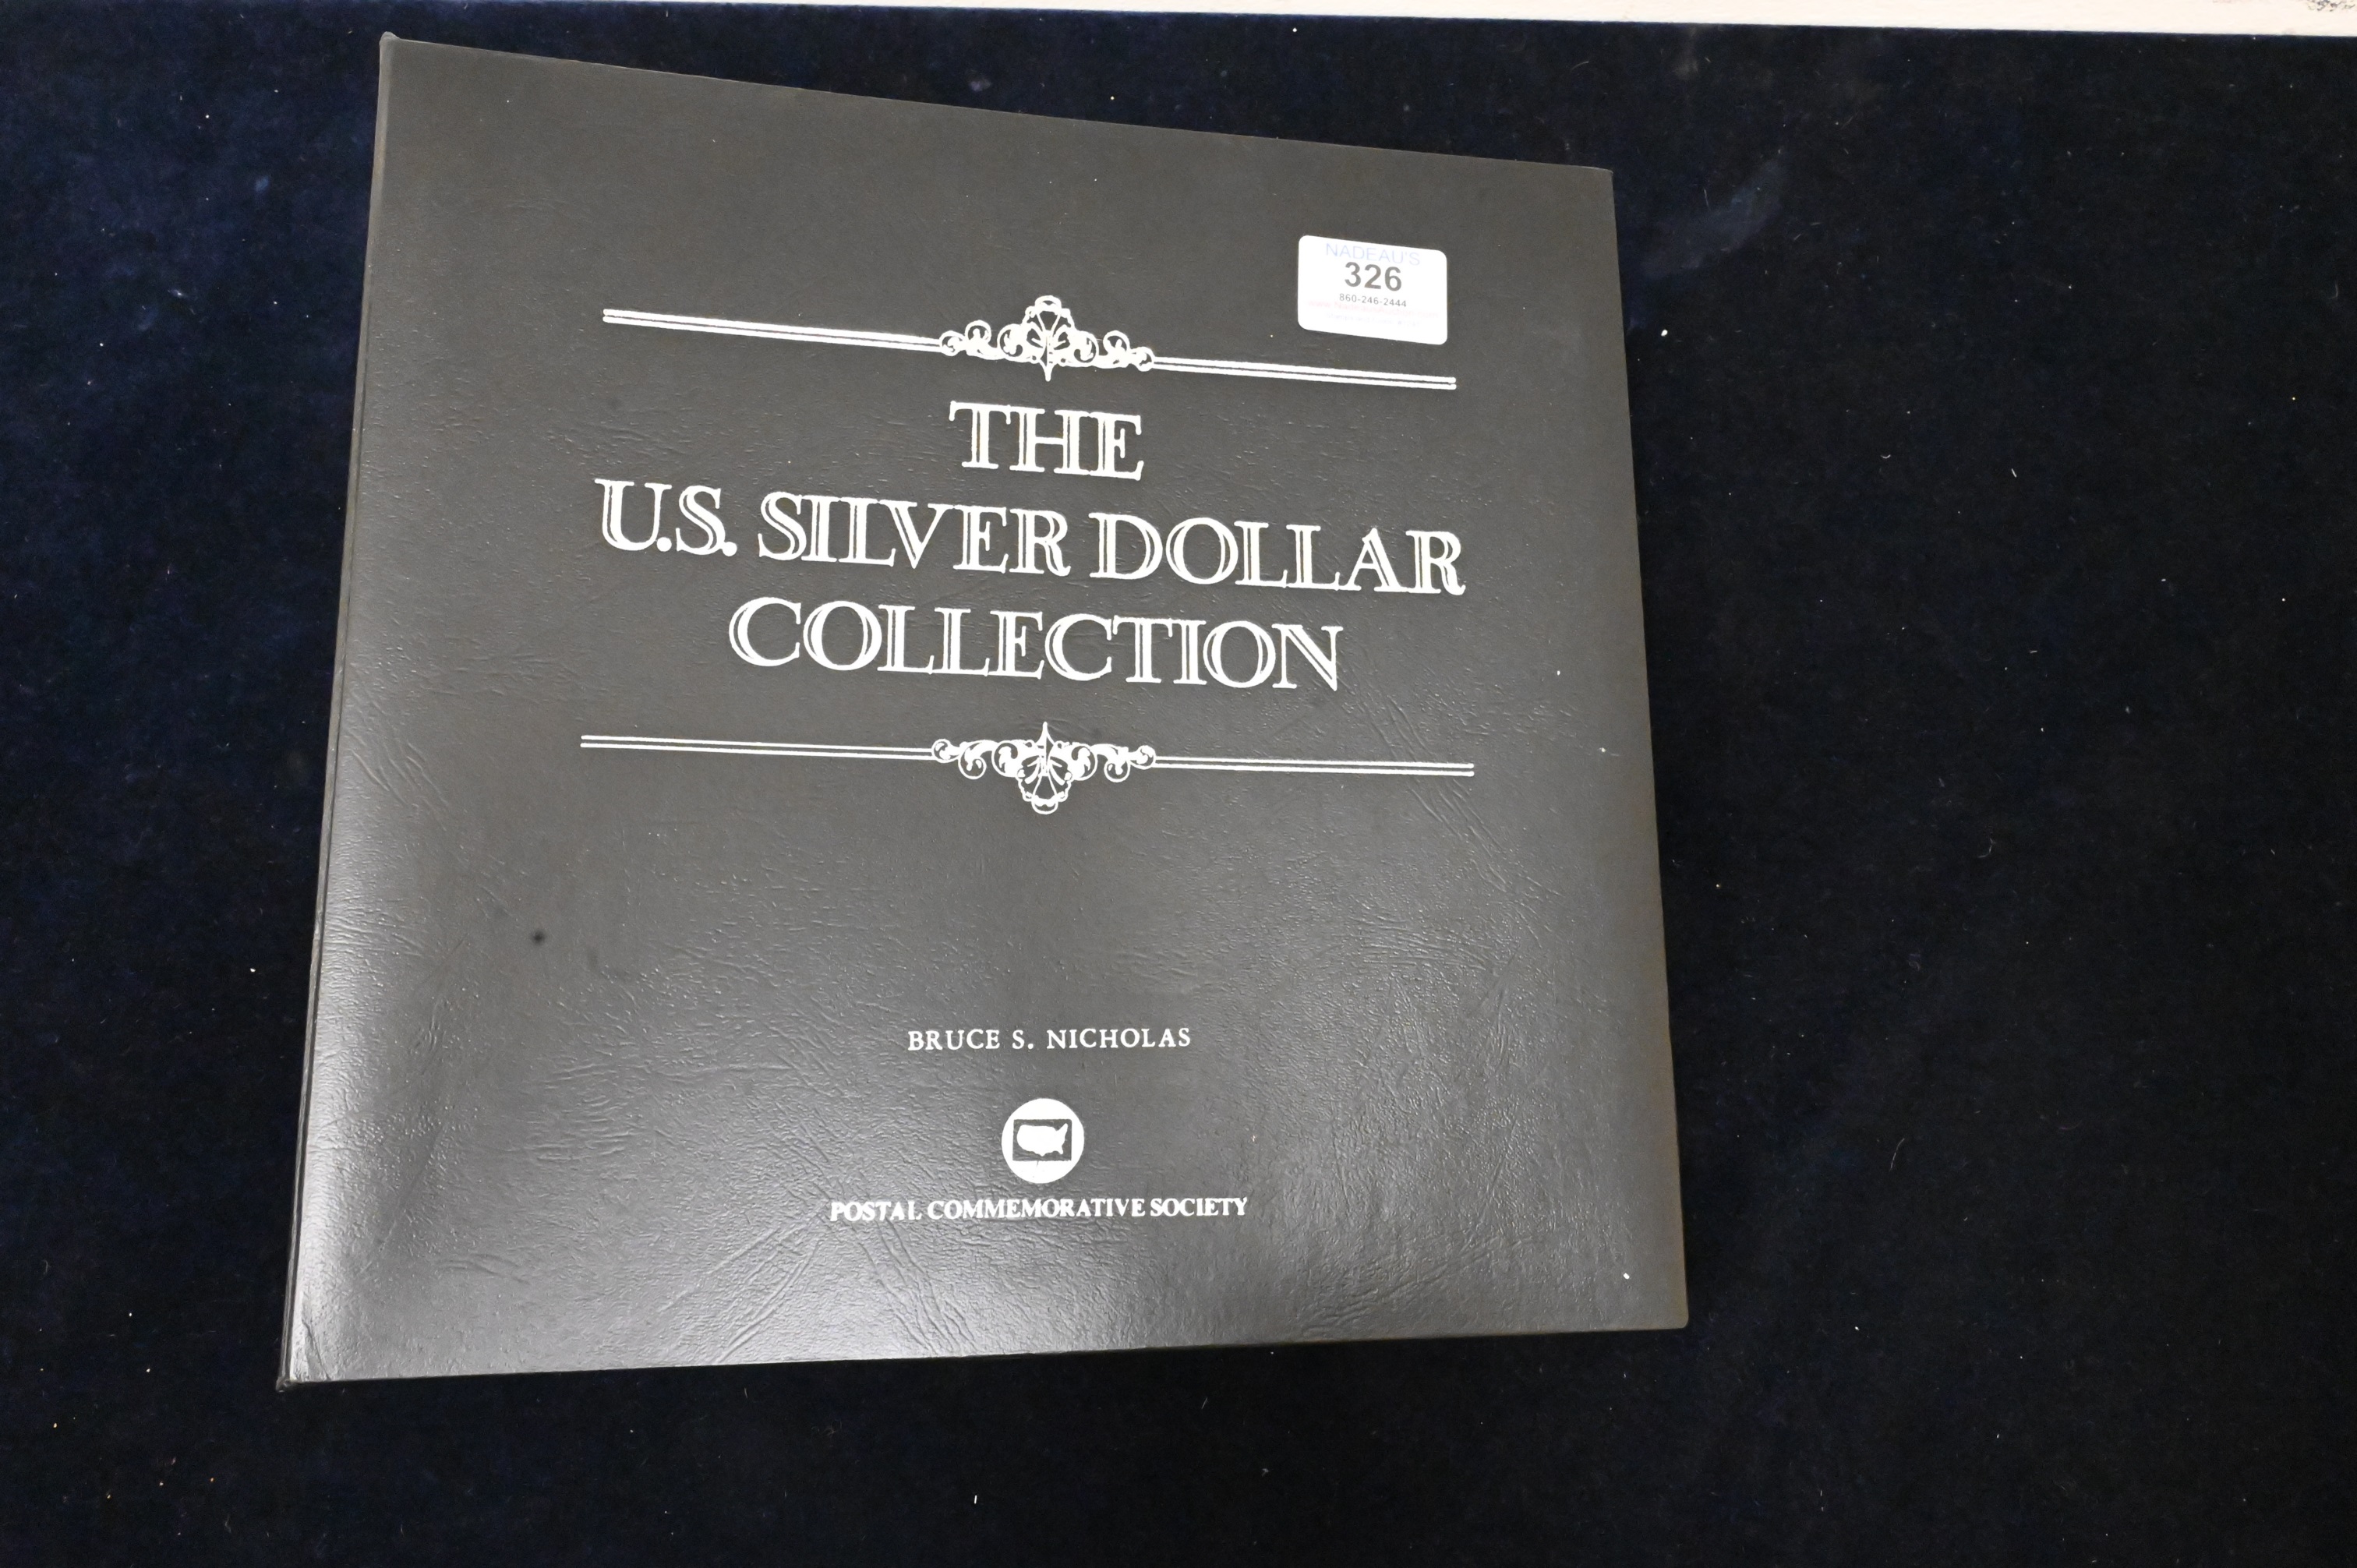 NADEAU'S
326
860-246-2444
THE
U.S. SILVER DOLLAR
COLLECTION
BRUCE S. NICHOLAS
POSTAL COMMEMORATIVE SOCIETY